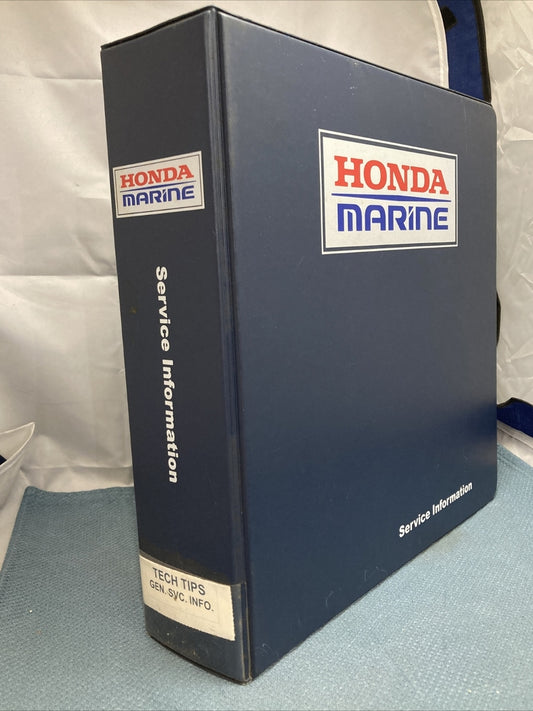 HONDA
MARINE
Service Information
TECH TIPS
GEN. SVC. INFO.
HONDA
MARINE
Service Information